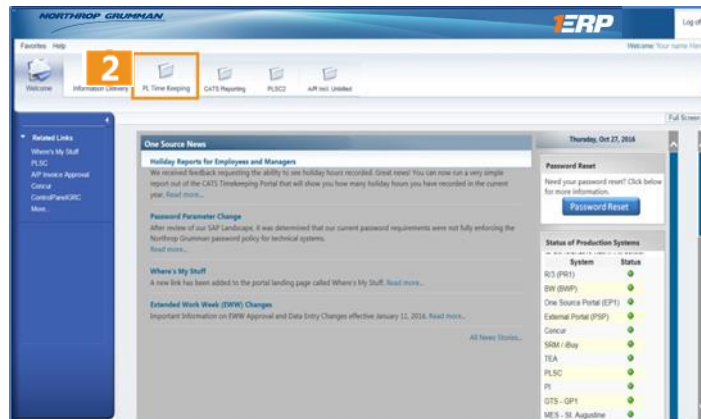 NORTHROP GRUMMAN
1ERP
Log of
Favorites Help
Welcome: Your name Here
2
Welcome
Information Delivery
PL Time Keeping
CATS Reporting
PLSC2
A/R Incl. Unbilled
Full Screen
Related Links
Where's My Stuff
PLSC
A/P Invoice Approval
Concur
ControlPanelGRC
More...
One Source News
Holiday Reports for Employees and Managers
We received feedback requesting the ability to see holiday hours recorded. Great news! You can now run a very simple
report out of the CATS Timekeeping Portal that will show you how many holiday hours you have recorded in the current
year. Read more...
Password Parameter Change
After review of our SAP Landscape, it was determined that our current password requirements were not fully enforcing the
Northrop Grumman password policy for technical systems.
Read more...
Where's My Stuff
A new link has been added to the portal landing page called Where's My Stuff. Read more...
Extended Work Week (EWW) Changes
Important Information on EWW Approval and Data Entry Changes effective January 11, 2016. Read more...
All News Stories...
Thursday, Oct 27, 2016
Password Reset
Need your password reset? Click below
for more information.
Password Reset
Status of Production Systems
System Status
R/3 (PR1)
BW (BWP)
One Source Portal (EP1)
External Portal (PSP)
Concur
SRM / iBuy
TEA
PLSC
PI
GTS - GP1
MES - St. Augustine